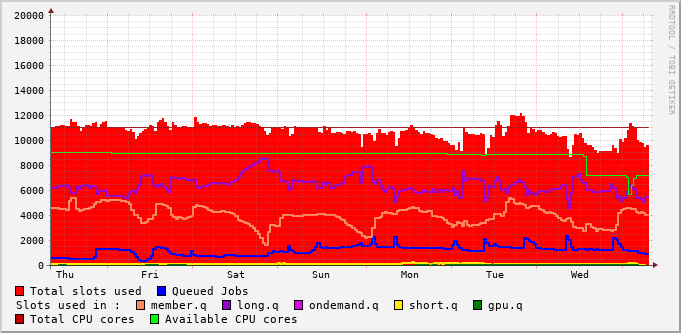 20000
18000
16000
14000
12000
10000
8000
6000
4000
2000
0
Thu Fri Sat Sun Mon Tue Wed
Total slots used Queued Jobs
Slots used in : member.q long.q ondemand.q short.q gpu.q
Total CPU cores Available CPU cores
RRDTOOL / TOBI OETIKER